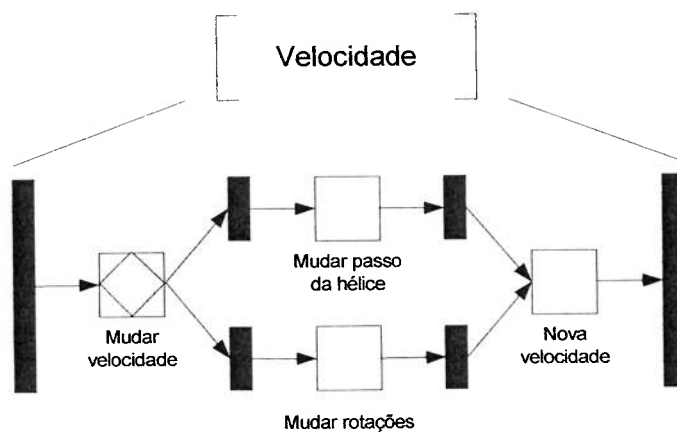 Velocidade
Mudar passo
da hélice
Mudar
velocidade
Nova
velocidade
Mudar rotações